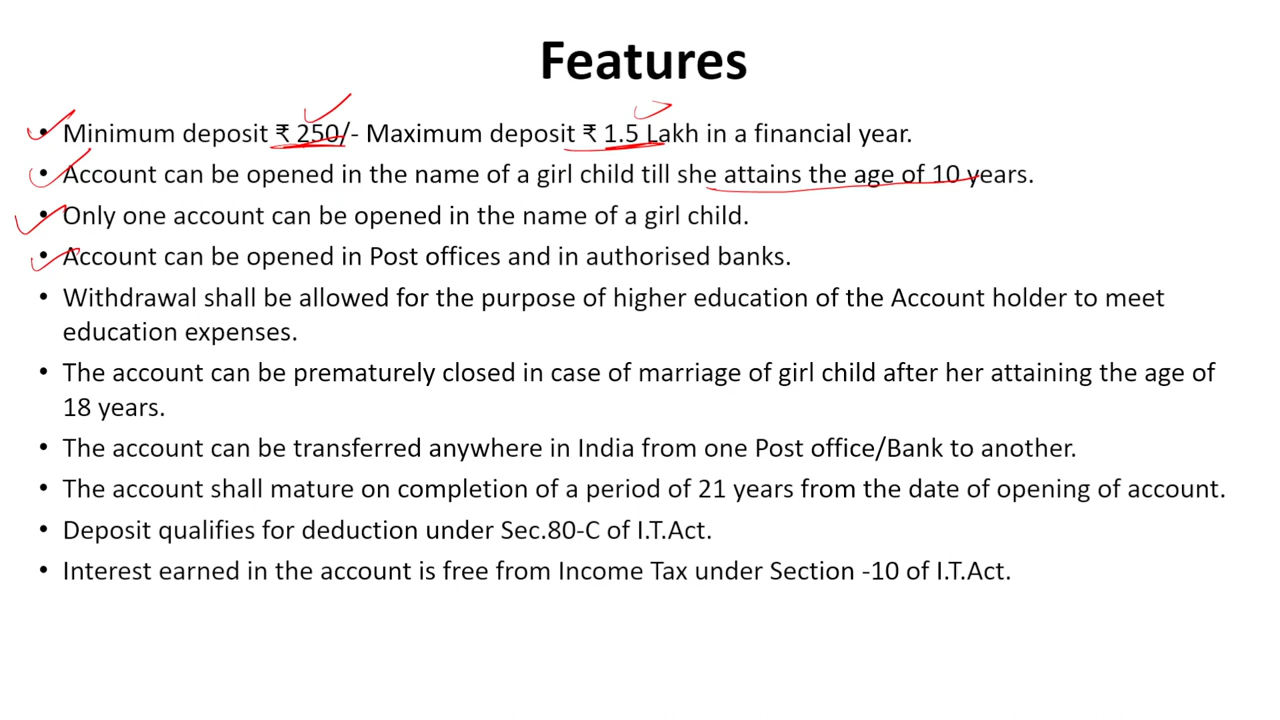 Features
• Minimum deposit ₹ 250/- Maximum deposit ₹ 1.5 Lakh in a financial year.
• Account can be opened in the name of a girl child till she attains the age of 10 years.
• Only one account can be opened in the name of a girl child.
• Account can be opened in Post offices and in authorised banks.
• Withdrawal shall be allowed for the purpose of higher education of the Account holder to meet
education expenses.
• The account can be prematurely closed in case of marriage of girl child after her attaining the age of
18 years.
• The account can be transferred anywhere in India from one Post office/Bank to another.
• The account shall mature on completion of a period of 21 years from the date of opening of account.
• Deposit qualifies for deduction under Sec.80-C of I.T.Act.
• Interest earned in the account is free from Income Tax under Section -10 of I.T.Act.